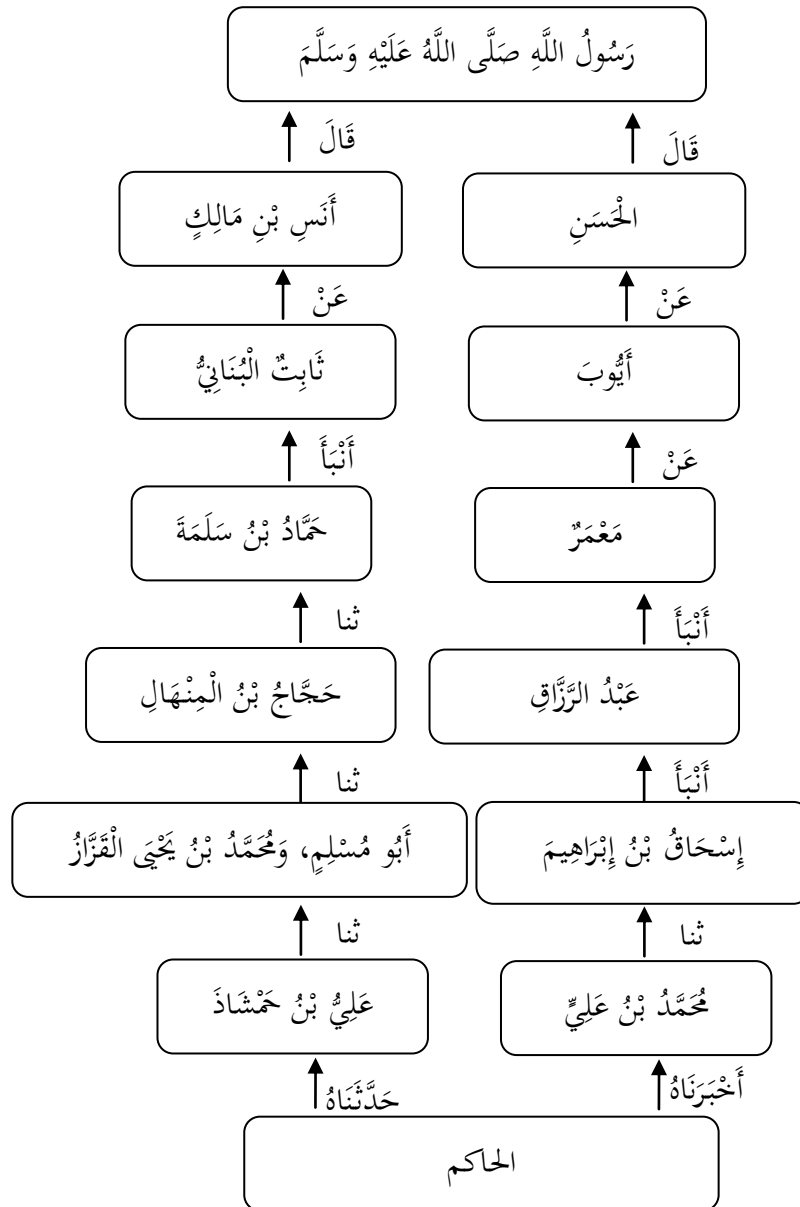 رَسُولُ اللَّهِ صَلَّى اللَّهُ عَلَيْهِ وَسَلَّمَ
قَالَ
قَالَ
الْحَسَنِ
أَنَسِ بْنِ مَالِكٍ
عَنْ
عَنْ
أَيُّوبَ
ثَابِتٌ الْبُنَانِيُّ
عَنْ
أَنْبَأَ
مَعْمَرٌ
حَمَّادُ بْنُ سَلَمَةَ
أَنْبَأَ
ثنا
عَبْدُ الرَّزَّاقِ
حَجَّاجُ بْنُ الْمِنْهَالِ
أَنْبَأَ
ثنا
إِسْحَاقُ بْنُ إِبْرَاهِيمَ
أَبُو مُسْلِمٍ، وَمُحَمَّدُ بْنُ يَحْيَى الْقَزَّازُ
ثنا
ثنا
مُحَمَّدُ بْنُ عَلِيٍّ
عَلِيُّ بْنُ حَمْشَاذَ
أَخْبَرَنَاهُ
حَدَّثَنَاهُ
الحاكم